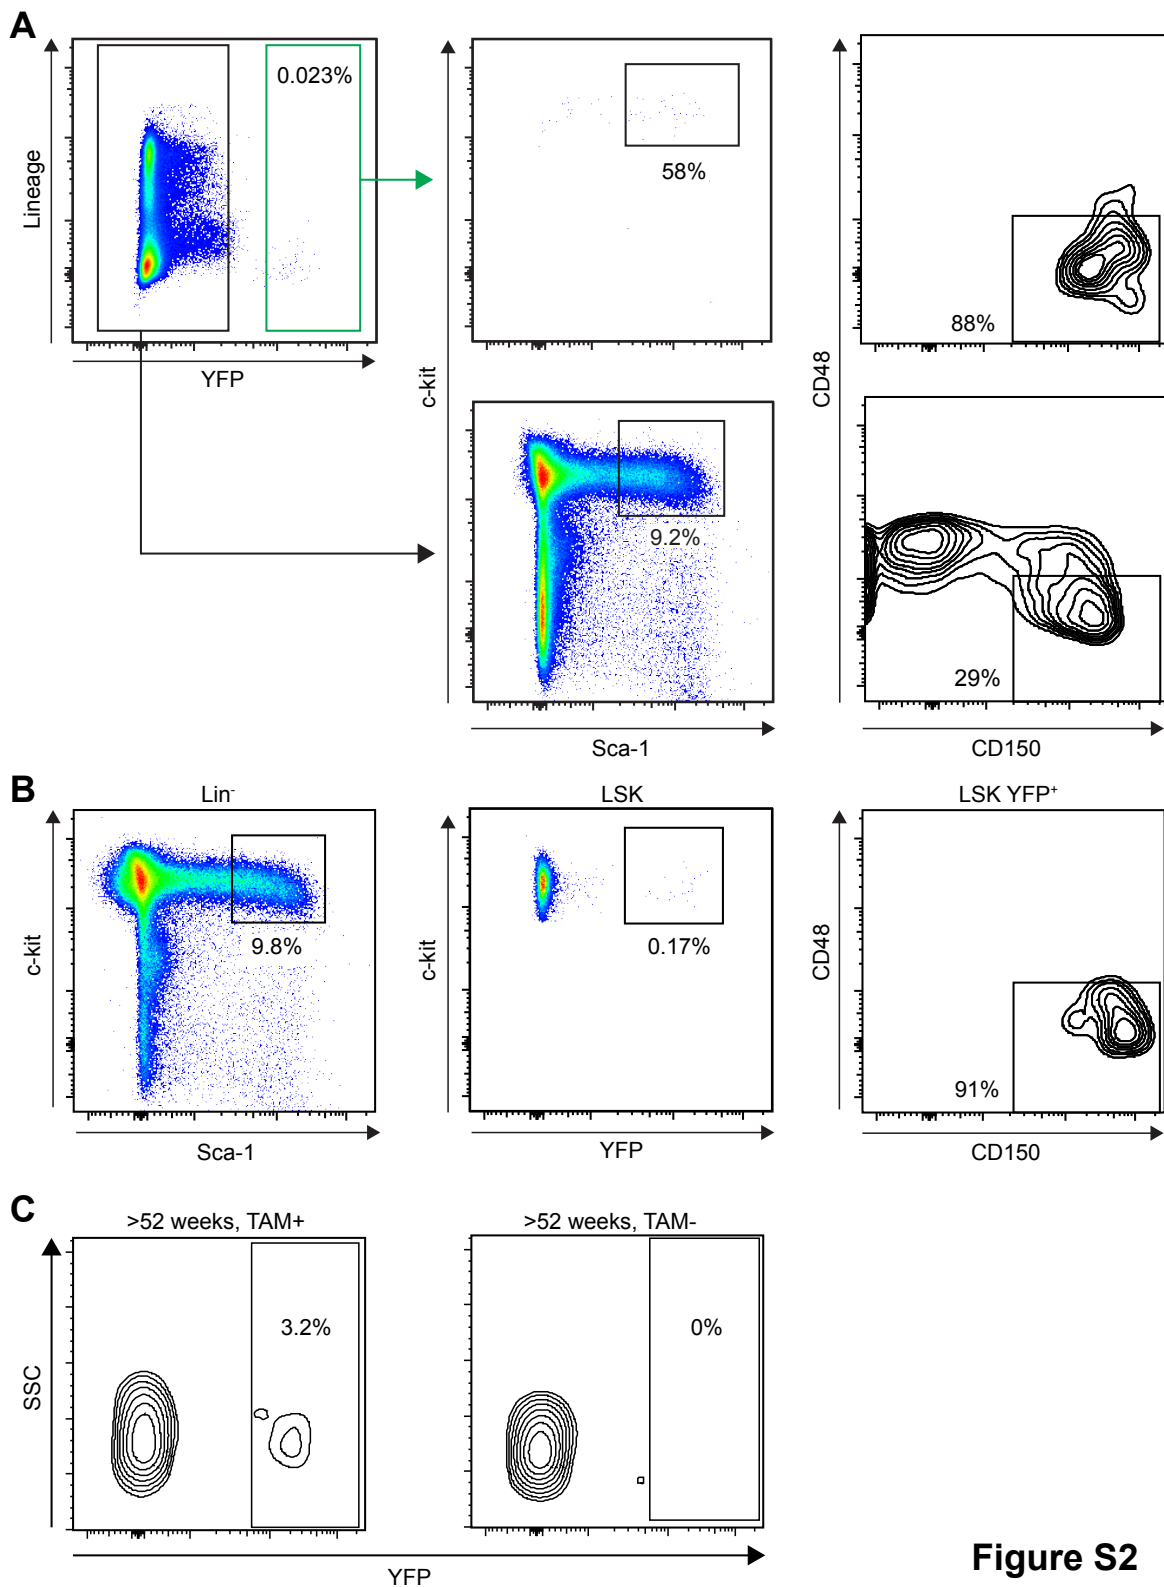 A
Lineage
0.023%
YFP
c-kit
58%
9.2%
Sca-1
CD48
88%
29%
CD150
B
Lin-
c-kit
9.8%
Sca-1
LSK
c-kit
0.17%
YFP
LSK YFP+
CD48
91%
CD150
C
>52 weeks, TAM+
SSC
3.2%
>52 weeks, TAM-
0%
YFP
Figure S2